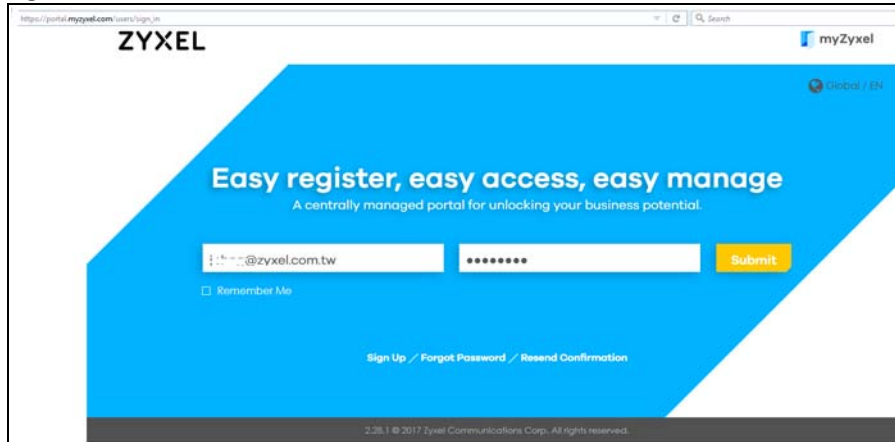 https://portal.myzyxel.com/users/sign_in
Search
ZYXEL
myZyxel
Global / EN
Easy register, easy access, easy manage
A centrally managed portal for unlocking your business potential.
@zyxel.com.tw
Submit
Remember Me
Sign Up / Forgot Password / Resend Confirmation
2.28.1 © 2017 Zyxel Communications Corp. All rights reserved.